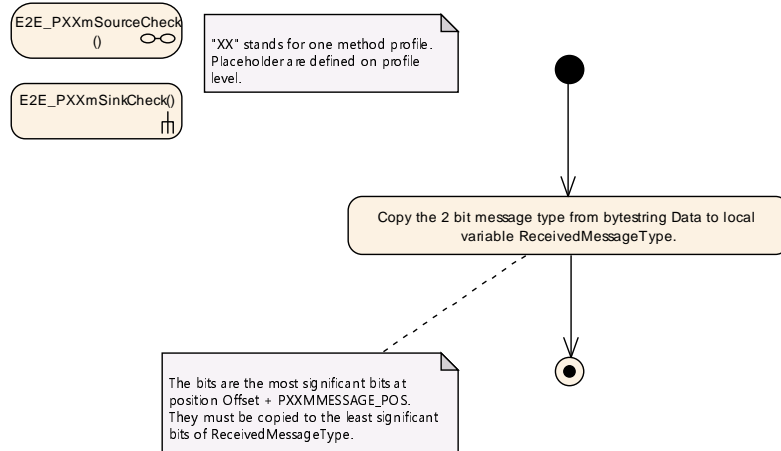 E2E_PXXmSourceCheck
()
"XX" stands for one method profile.
Placeholder are defined on profile
level.
E2E_PXXmSinkCheck()
Copy the 2 bit message type from bytestring Data to local
variable ReceivedMessageType.
The bits are the most significant bits at
position Offset + PXXMMESSAGE_POS.
They must be copied to the least significant
bits of ReceivedMessageType.